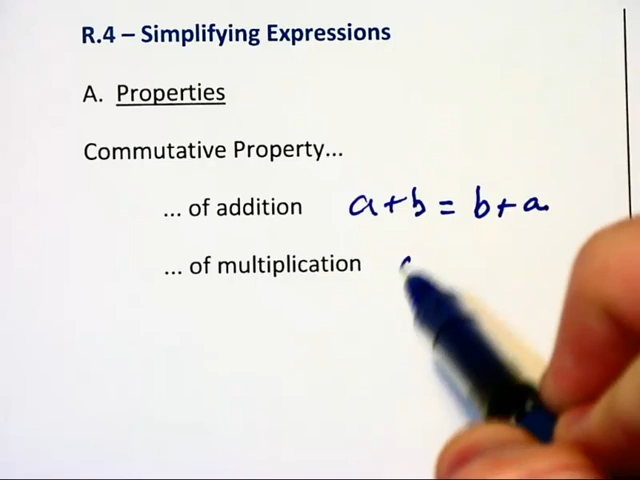 R.4 – Simplifying Expressions
A. Properties
Commutative Property...
... of addition a+b = b+a
... of multiplication